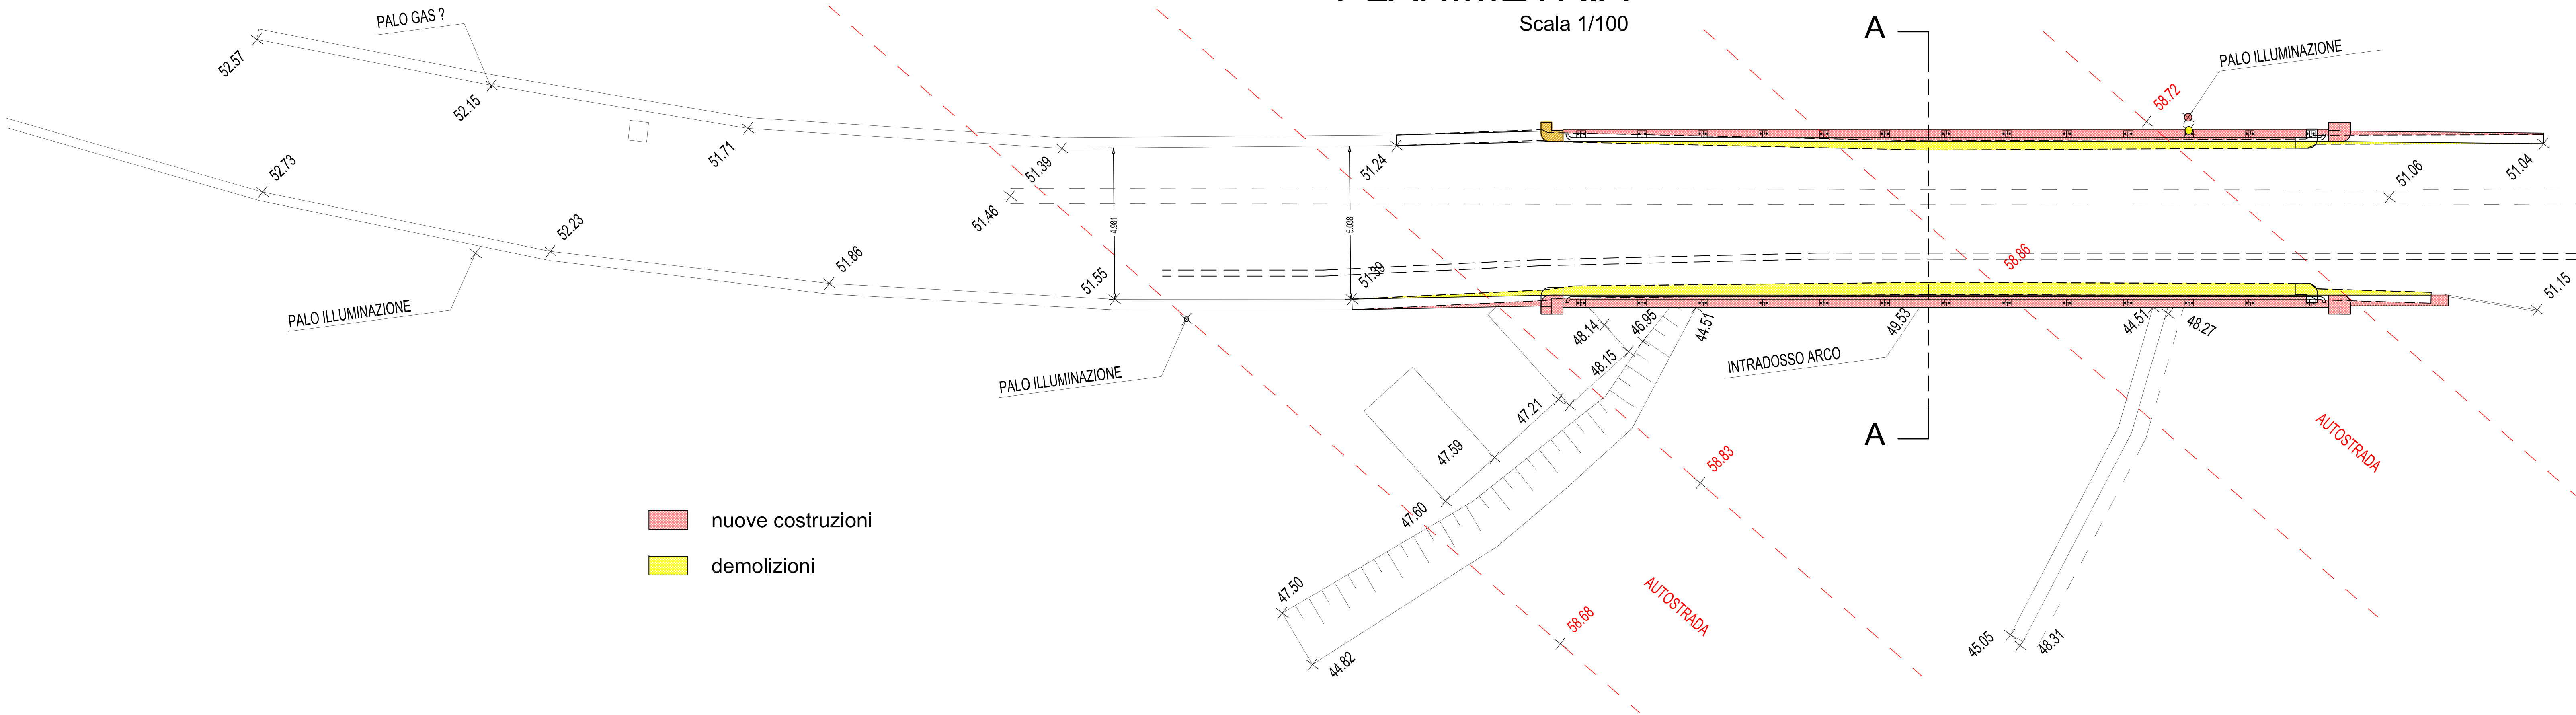 Scala 1/100
A
PALO GAS ?
PALO ILLUMINAZIONE
52.57
52.15
51.71
51.39
51.24
58.72
51.04
51.06
52.73
52.23
51.86
51.46
4.981
5.038
51.55
51.39
58.86
51.15
PALO ILLUMINAZIONE
PALO ILLUMINAZIONE
48.14
46.95
48.15
44.51
49.53
INTRADOSSO ARCO
44.51
48.27
47.21
47.59
47.60
A
58.83
AUTOSTRADA
nuove costruzioni
demolizioni
47.50
44.82
58.68
AUTOSTRADA
45.05
48.31